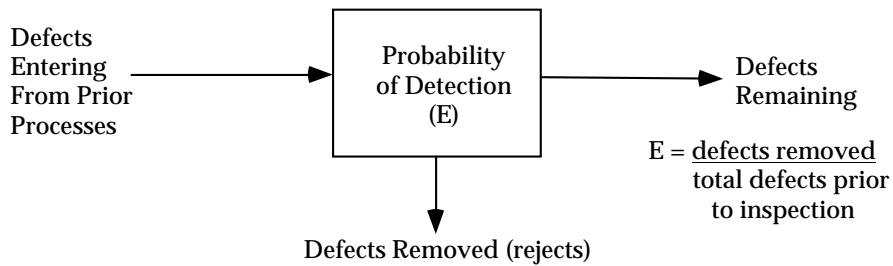 Defects
Entering
From Prior
Processes
Probability
of Detection
(E)
Defects
Remaining
E = defects removed
total defects prior
to inspection
Defects Removed (rejects)